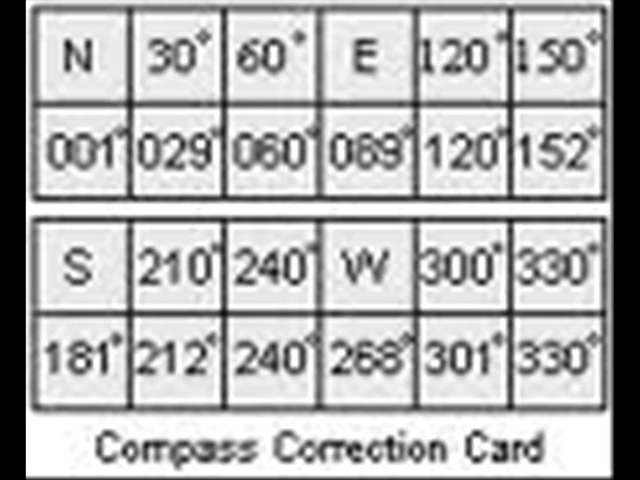 N 30° 60° E 120° 150°
001° 029° 060° 089° 120° 152°
S 210° 240° W 300° 330°
181° 212° 240° 268° 301° 330°
Compass Correction Card